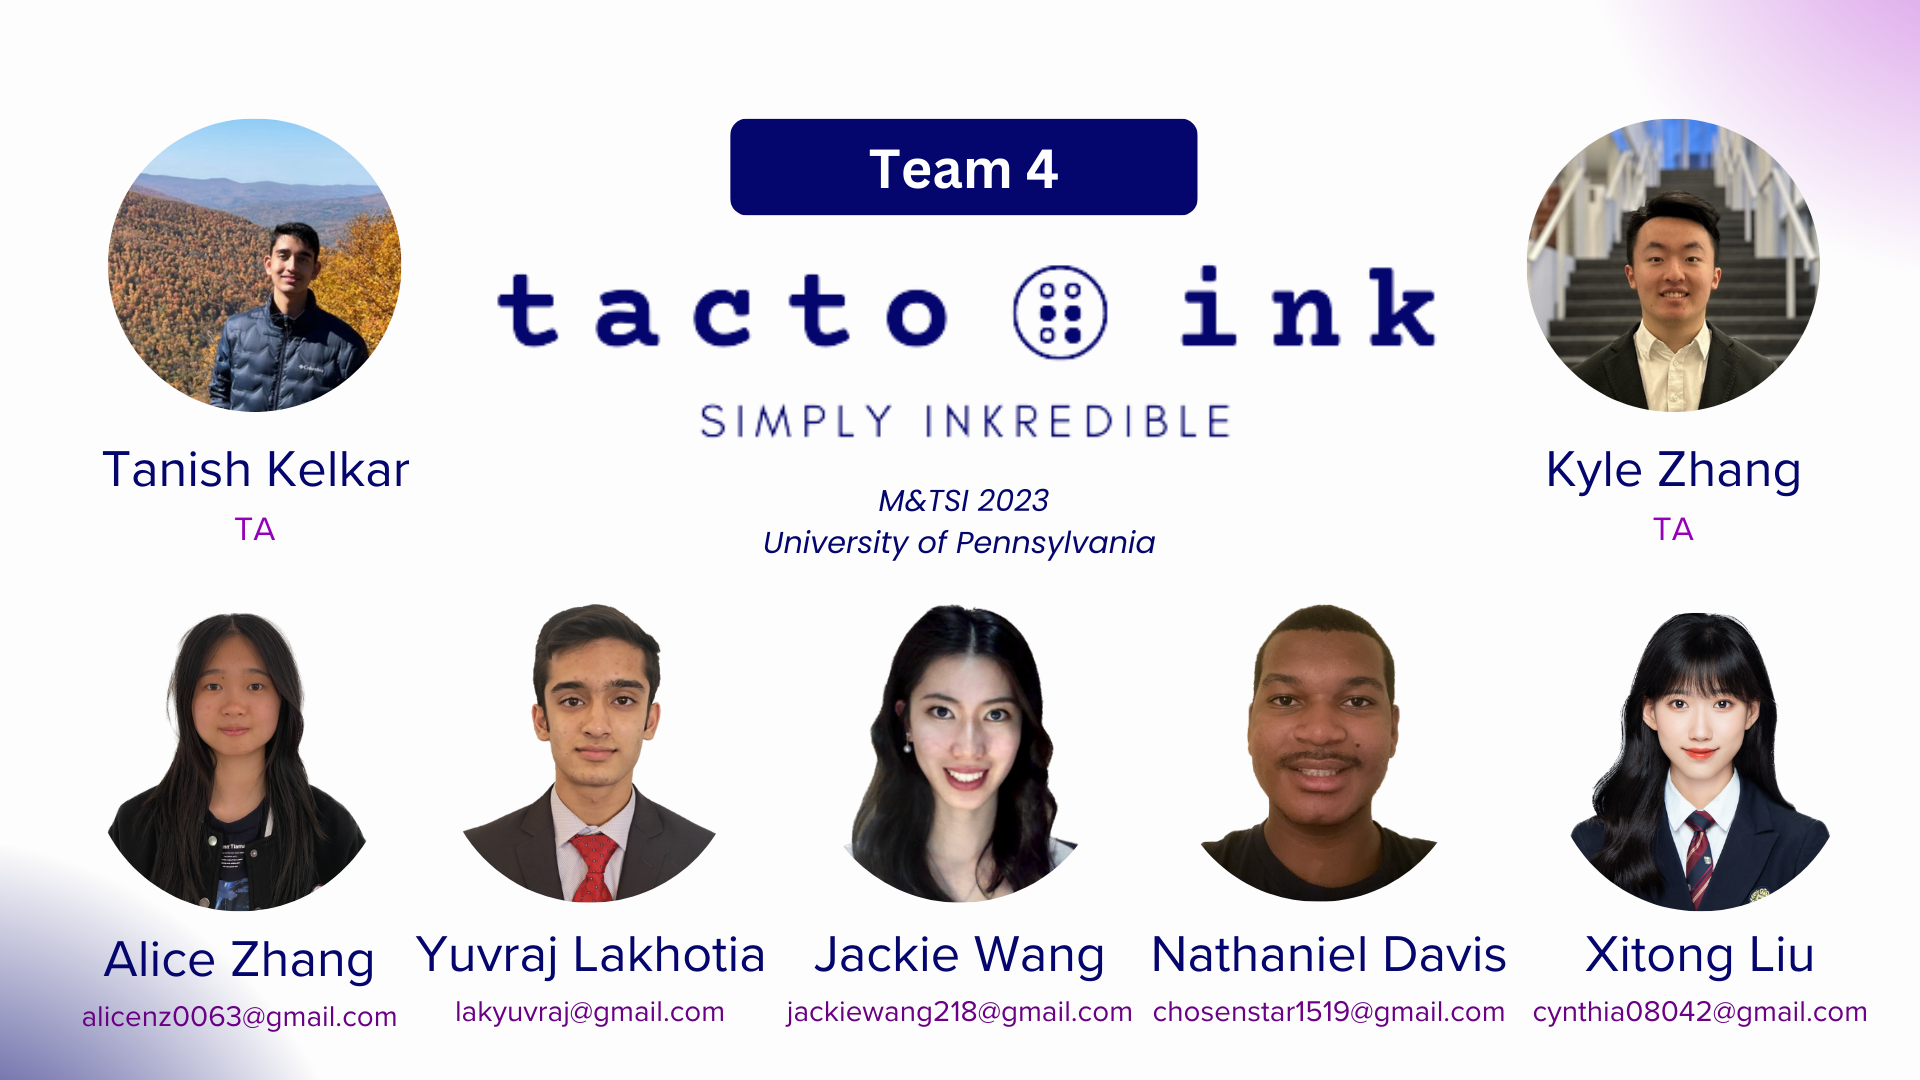 Team 4
tacto ink
SIMPLY INKREDIBLE
M&TSI 2023
University of Pennsylvania
Tanish Kelkar
TA
Kyle Zhang
TA
Alice Zhang
alicenz0063@gmail.com
Yuvraj Lakhotia
lakyuvraj@gmail.com
Jackie Wang
jackiewang218@gmail.com
Nathaniel Davis
chosenstar1519@gmail.com
Xitong Liu
cynthia08042@gmail.com